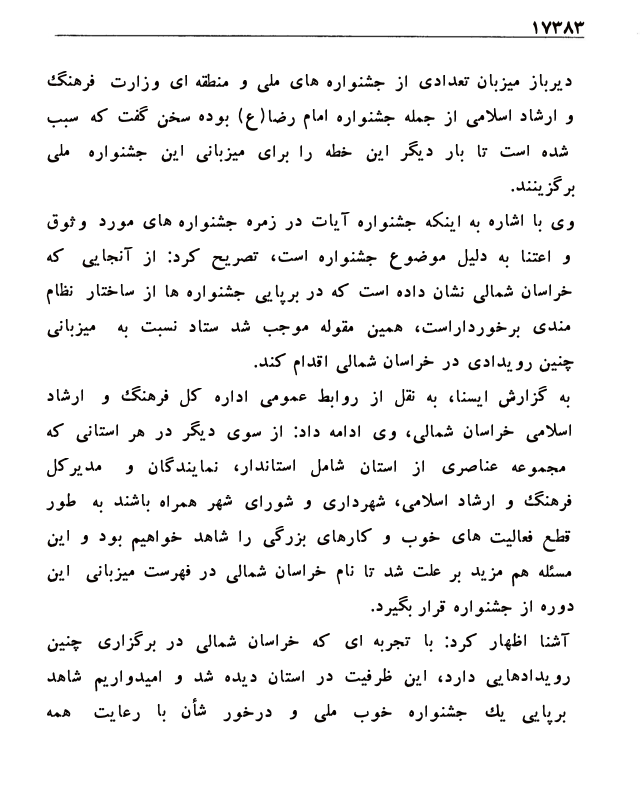 ۱۷۳۸۳
دیرباز میزبان تعدادی از جشنواره های ملی و منطقه ای وزارت فرهنگ
و ارشاد اسلامی از جمله جشنواره امام رضا(ع) بوده سخن گفت که سبب
شده است تا بار دیگر این خطه را برای میزبانی این جشنواره ملی
برگزینند.
وی با اشاره به اینکه جشنواره آیات در زمره جشنواره های مورد وثوق
و اعتنا به دلیل موضوع جشنواره است، تصریح کرد: از آنجایی که
خراسان شمالی نشان داده است که در برپایی جشنواره ها از ساختار نظام
مندی برخورداراست، همین مقوله موجب شد ستاد نسبت به میزبانی
چنین رویدادی در خراسان شمالی اقدام کند.
به گزارش ایسنا، به نقل از روابط عمومی اداره کل فرهنگ و ارشاد
اسلامی خراسان شمالی، وی ادامه داد: از سوی دیگر در هر استانی که
مجموعه عناصری از استان شامل استاندار، نمایندگان و مدیرکل
فرهنگ و ارشاد اسلامی، شهرداری و شورای شهر همراه باشند به طور
قطع فعالیت های خوب و کارهای بزرگی را شاهد خواهیم بود و این
مسئله هم مزید بر علت شد تا نام خراسان شمالی در فهرست میزبانی این
دوره از جشنواره قرار بگیرد.
آشنا اظهار کرد: با تجربه ای که خراسان شمالی در برگزاری چنین
رویدادهایی دارد، این ظرفیت در استان دیده شد و امیدواریم شاهد
برپایی یك جشنواره خوب ملی و درخور شأن با رعایت همه